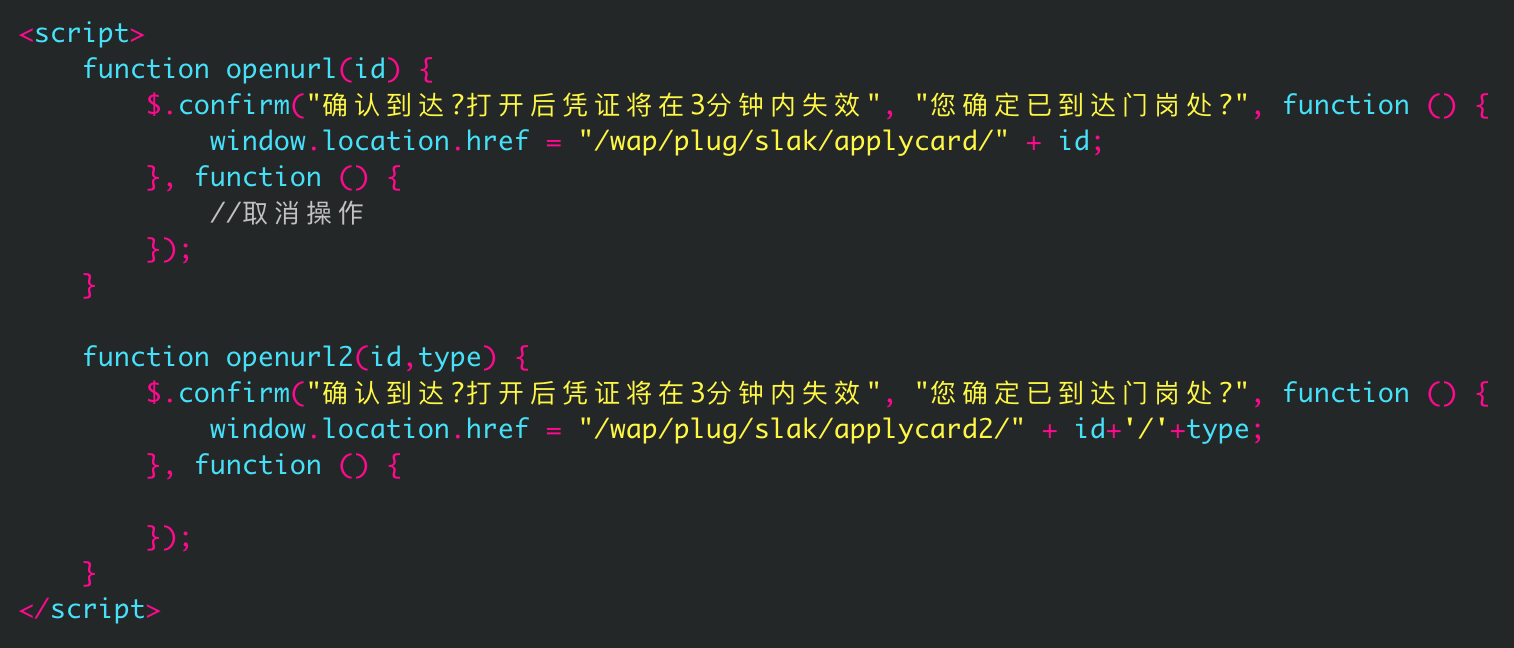 <script>
    function openurl(id) {
        $.confirm("确认到达?打开后凭证将在3分钟内失效", "您确定已到达门岗处?", function () {
            window.location.href = "/wap/plug/slak/applycard/" + id;
        }, function () {
            //取消操作
        });
    }

    function openurl2(id,type) {
        $.confirm("确认到达?打开后凭证将在3分钟内失效", "您确定已到达门岗处?", function () {
            window.location.href = "/wap/plug/slak/applycard2/" + id+'/'+type;
        }, function () {

        });
    }
</script>